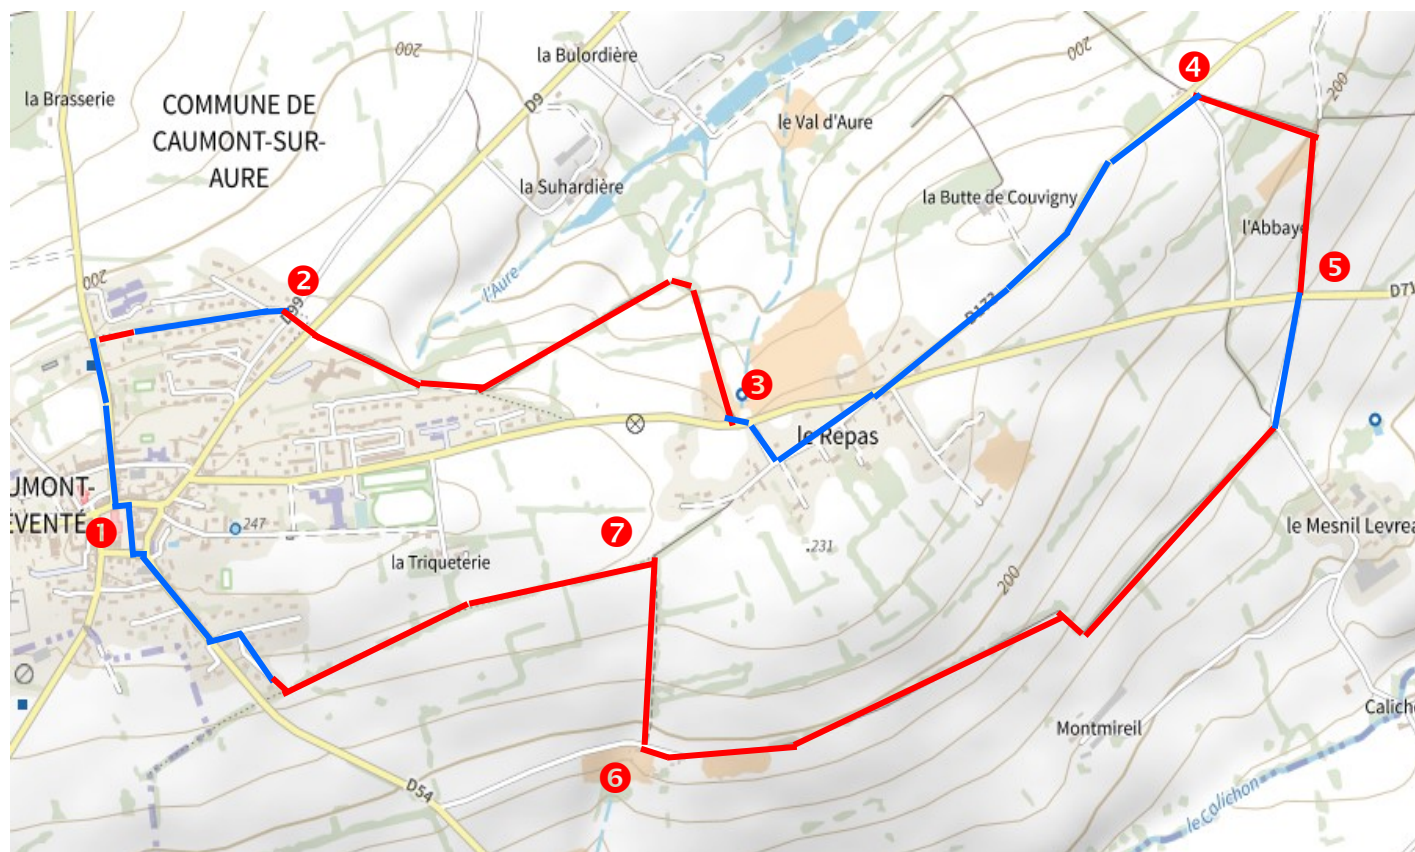 200
la Bulordière
200
4
la Brasserie
COMMUNE DE
CAUMONT-SUR-
AURE
D9
200
le Val d'Aure
la Suhardière
la Butte de Couvigny
l'Abbaye
2
5
200
l'Aure
D99
D71
3
le Repas
UMONT-
EVENTÉ
1
247
7
le Mesnil Levrea
.231
la Triqueterie
200
Calich
Montmireil
6
D54
le Calichon